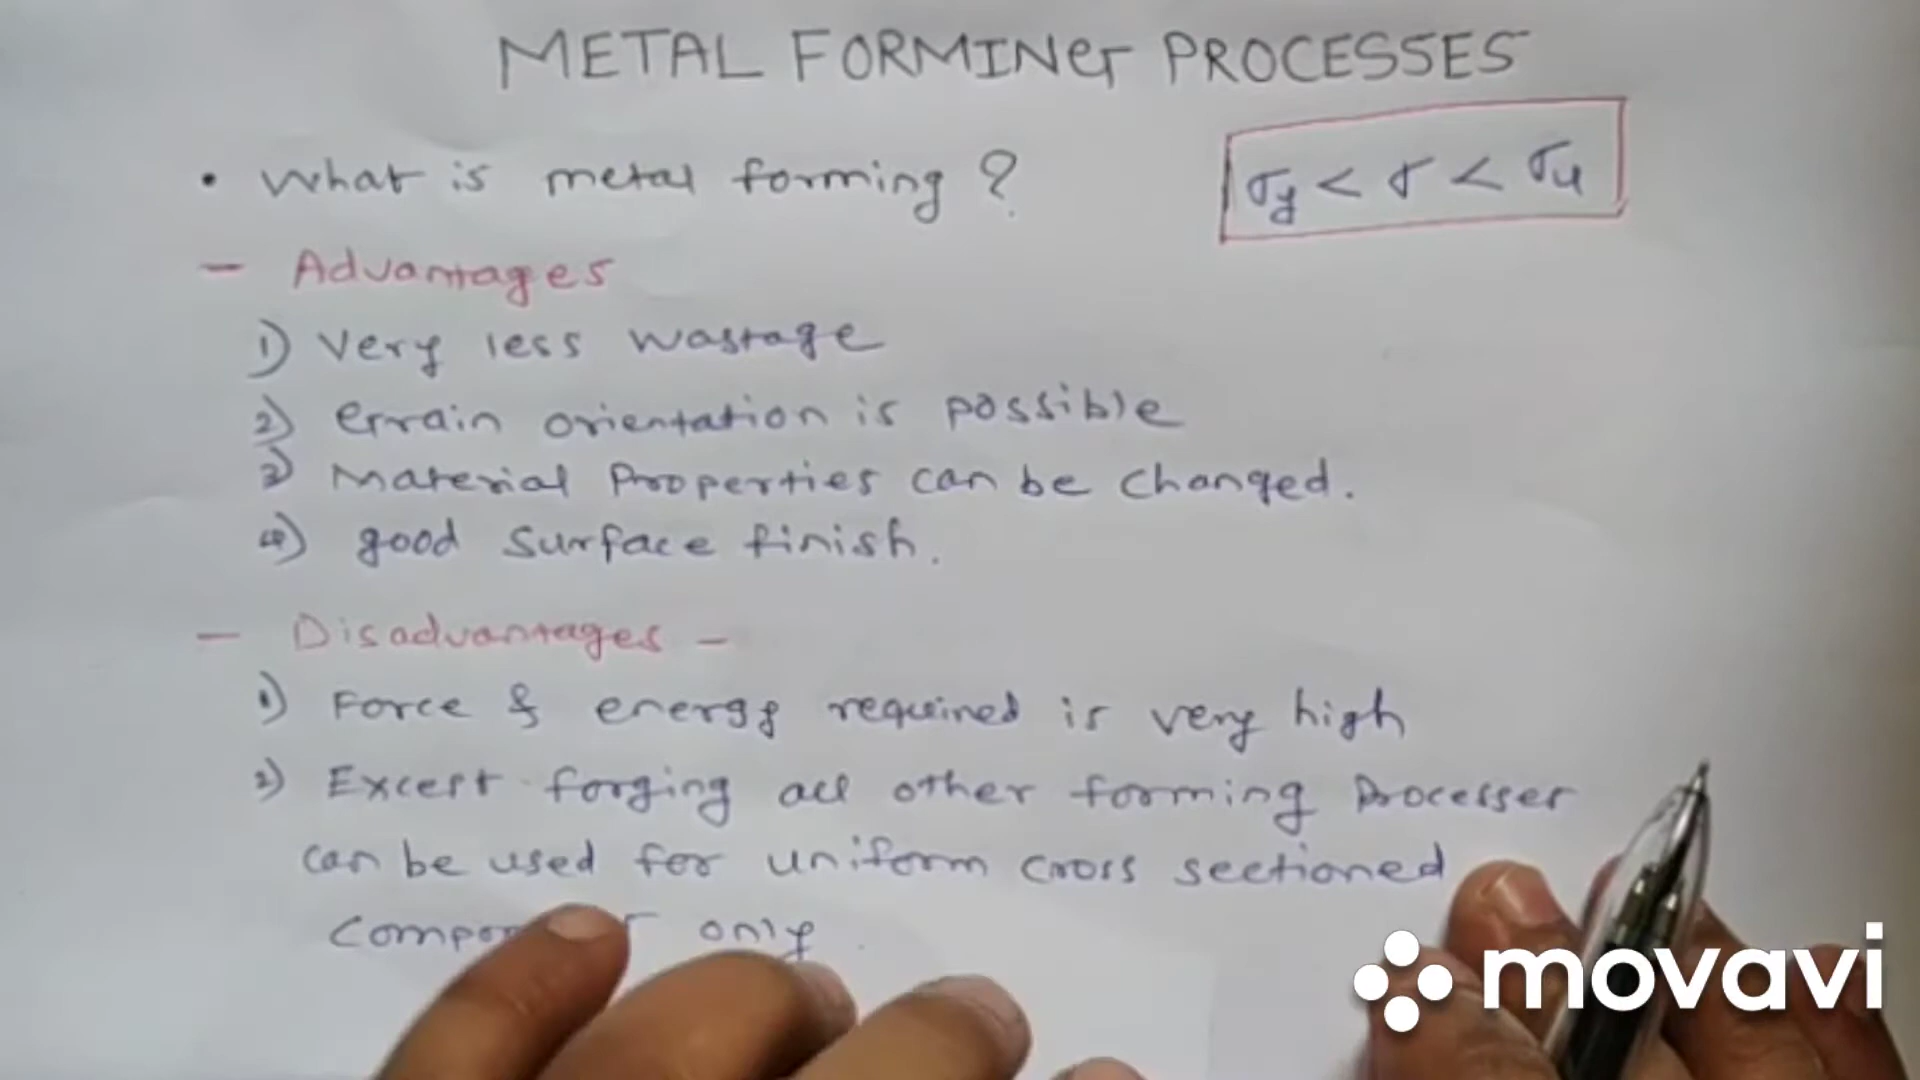 METAL FORMING PROCESSES
• What is metal forming ?
σy < σ < σu
- Advantages
1) Very less wastage
2) Grain orientation is possible
3) Material Properties can be changed.
4) good surface finish.
- Disadvantages -
1) Force & energy required is very high
2) Except forging all other forming Processes
can be used for uniform cross sectioned
only
movavi